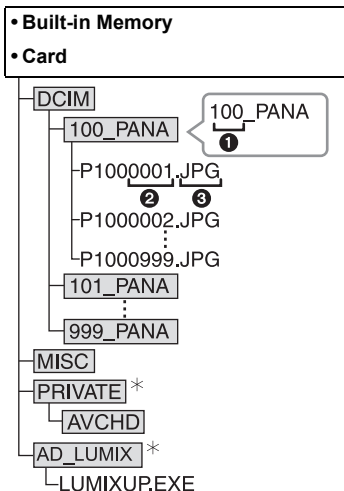 • Built-in Memory
• Card
DCIM
100_PANA
100_PANA
❶
P1000001.JPG
❷ ❸
P1000002.JPG
P1000999.JPG
101_PANA
999_PANA
MISC
PRIVATE *
AVCHD
AD_LUMIX *
LUMIXUP.EXE